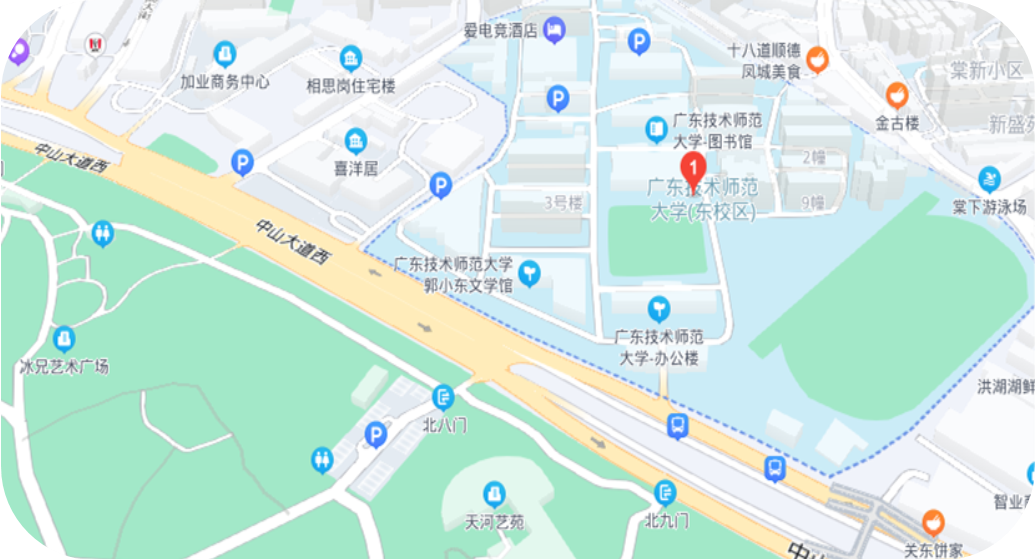 爱电竞酒店
十八道顺德
凤城美食
棠新小区
加业商务中心
相思岗住宅楼
金古楼
广东技术师范
大学-图书馆
中山大道西
喜洋居
2幢
1
广东技术师范
大学(东校区)
3号楼
9幢
棠下游泳场
中山大道西
广东技术师范大学
郭小东文学馆
广东技术师范
大学-办公楼
冰兄艺术广场
洪湖湖鲜
北八门
天河艺苑
北九门
智业
关东饼家
P
P
P
P
P